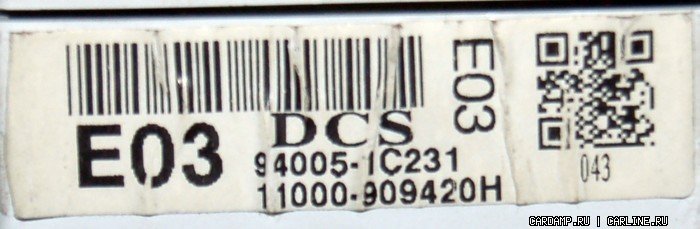 E03
DCS
94005-1C231
11000-909420H
E03
043
CARDAMP.RU | CARLINE.RU